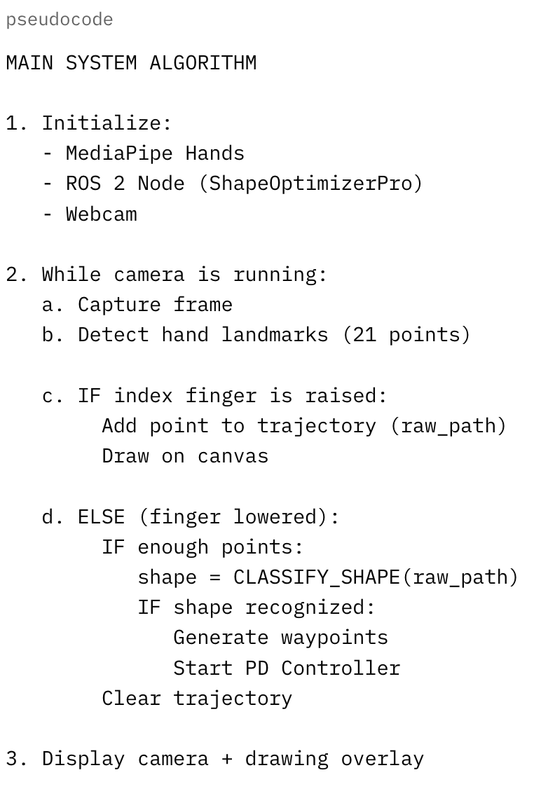 pseudocode
MAIN SYSTEM ALGORITHM
1. Initialize:
- MediaPipe Hands
- ROS 2 Node (ShapeOptimizerPro)
- Webcam
2. While camera is running:
a. Capture frame
b. Detect hand landmarks (21 points)
c. IF index finger is raised:
Add point to trajectory (raw_path)
Draw on canvas
d. ELSE (finger lowered):
IF enough points:
shape = CLASSIFY_SHAPE(raw_path)
IF shape recognized:
Generate waypoints
Start PD Controller
Clear trajectory
3. Display camera + drawing overlay